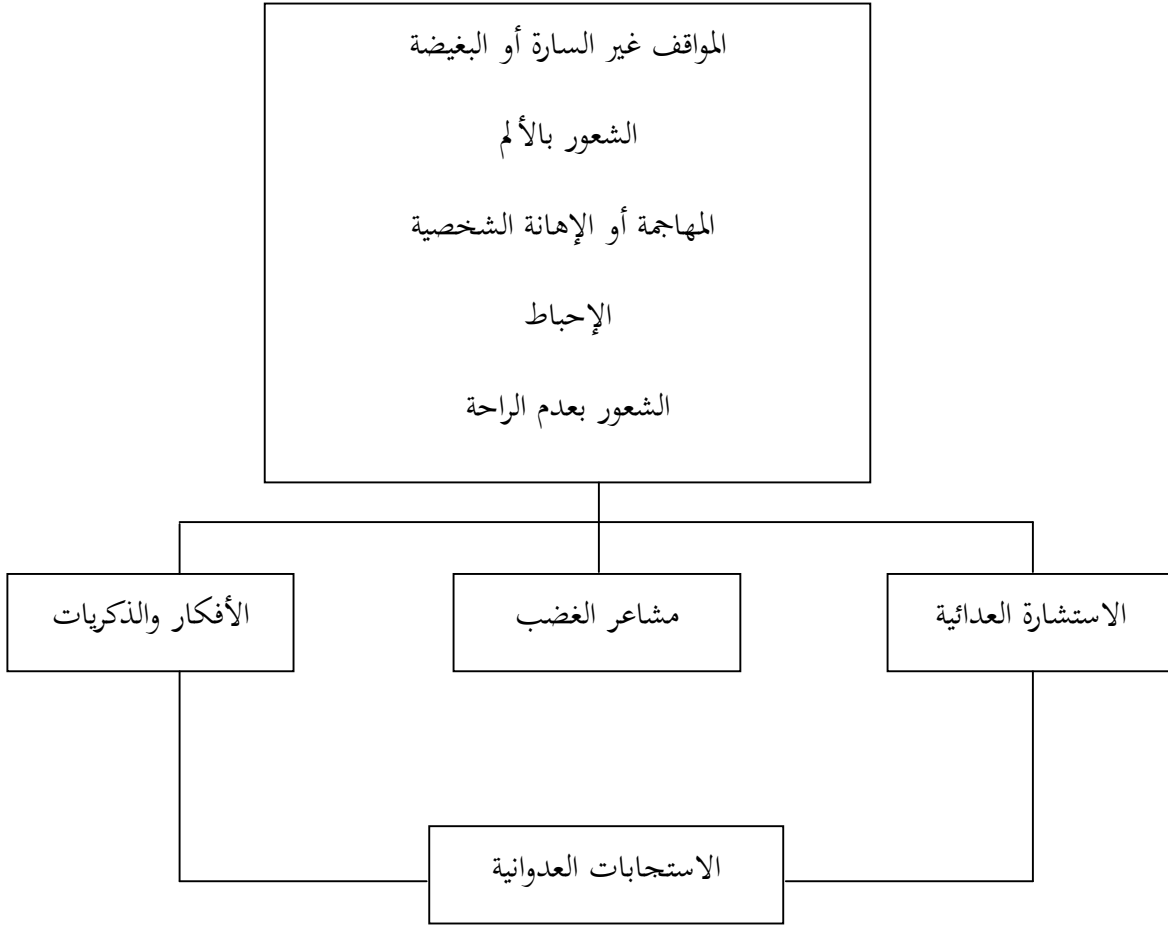 المواقف غير السارة أو البغيضة
الشعور بالألم
المهاجمة أو الإهانة الشخصية
الإحباط
الشعور بعدم الراحة
الاستشارة العدائية
مشاعر الغضب
الأفكار والذكريات
الاستجابات العدوانية